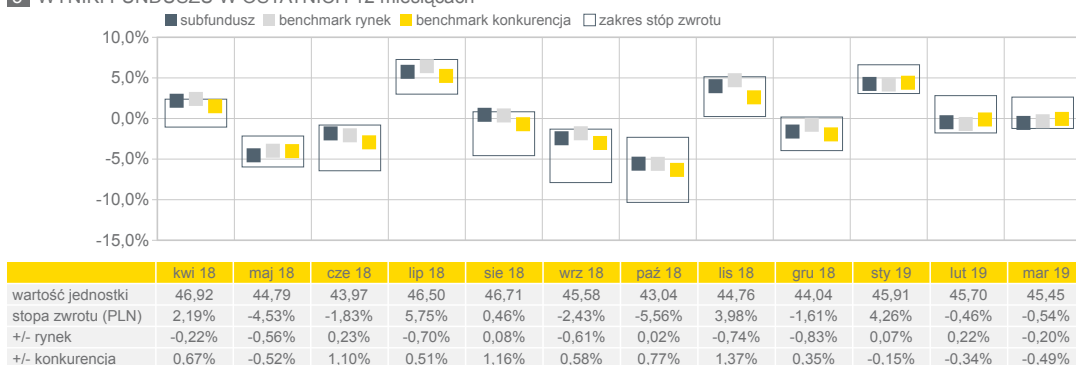 WYNIKI FUNDUSZU W OSTATNICH 12 miesiącach
subfundusz benchmark rynek benchmark konkurencja zakres stóp zwrotu
10,0%
5,0%
0,0%
-5,0%
-10,0%
-15,0%
kwi 18 maj 18 cze 18 lip 18 sie 18 wrz 18 paź 18 lis 18 gru 18 sty 19 lut 19 mar 19
wartość jednostki 46,92 44,79 43,97 46,50 46,71 45,58 43,04 44,76 44,04 45,91 45,70 45,45
stopa zwrotu (PLN) 2,19% -4,53% -1,83% 5,75% 0,46% -2,43% -5,56% 3,98% -1,61% 4,26% -0,46% -0,54%
+/- rynek -0,22% -0,56% 0,23% -0,70% 0,08% -0,61% 0,02% -0,74% -0,83% 0,07% 0,22% -0,20%
+/- konkurencja 0,67% -0,52% 1,10% 0,51% 1,16% 0,58% 0,77% 1,37% 0,35% -0,15% -0,34% -0,49%